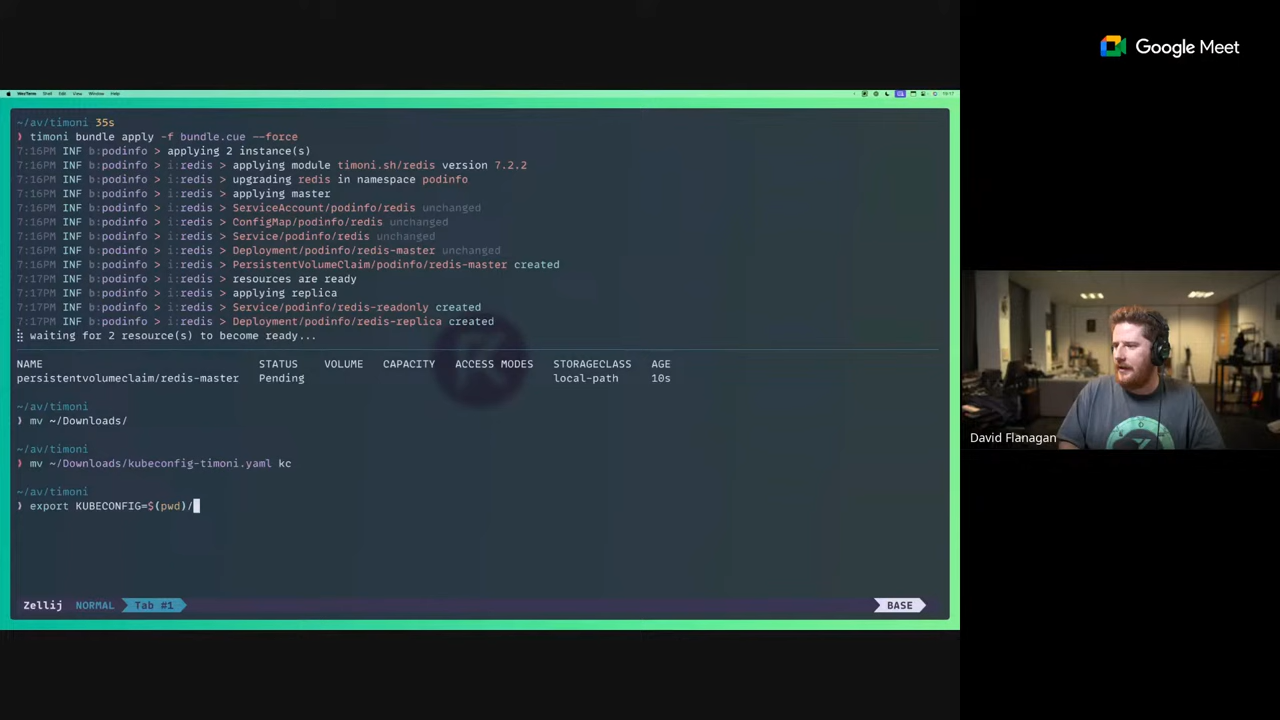 Google Meet
WezTerm Shell Edit View Window Help
~/av/timoni 35s
❯ timoni bundle apply -f bundle.cue --force
7:16PM INF b:podinfo > applying 2 instance(s)
7:16PM INF b:podinfo > i:redis > applying module timoni.sh/redis version 7.2.2
7:16PM INF b:podinfo > i:redis > upgrading redis in namespace podinfo
7:16PM INF b:podinfo > i:redis > applying master
7:16PM INF b:podinfo > i:redis > ServiceAccount/podinfo/redis unchanged
7:16PM INF b:podinfo > i:redis > ConfigMap/podinfo/redis unchanged
7:16PM INF b:podinfo > i:redis > Service/podinfo/redis unchanged
7:16PM INF b:podinfo > i:redis > Deployment/podinfo/redis-master unchanged
7:16PM INF b:podinfo > i:redis > PersistentVolumeClaim/podinfo/redis-master created
7:17PM INF b:podinfo > i:redis > resources are ready
7:17PM INF b:podinfo > i:redis > applying replica
7:17PM INF b:podinfo > i:redis > Service/podinfo/redis-readonly created
7:17PM INF b:podinfo > i:redis > Deployment/podinfo/redis-replica created
⣾ waiting for 2 resource(s) to become ready...
NAME STATUS VOLUME CAPACITY ACCESS MODES STORAGECLASS AGE
persistentvolumeclaim/redis-master Pending local-path 10s
~/av/timoni
❯ mv ~/Downloads/
~/av/timoni
❯ mv ~/Downloads/kubeconfig-timoni.yaml kc
~/av/timoni
❯ export KUBECONFIG=$(pwd)/
Zellij NORMAL Tab #1 BASE
David Flanagan